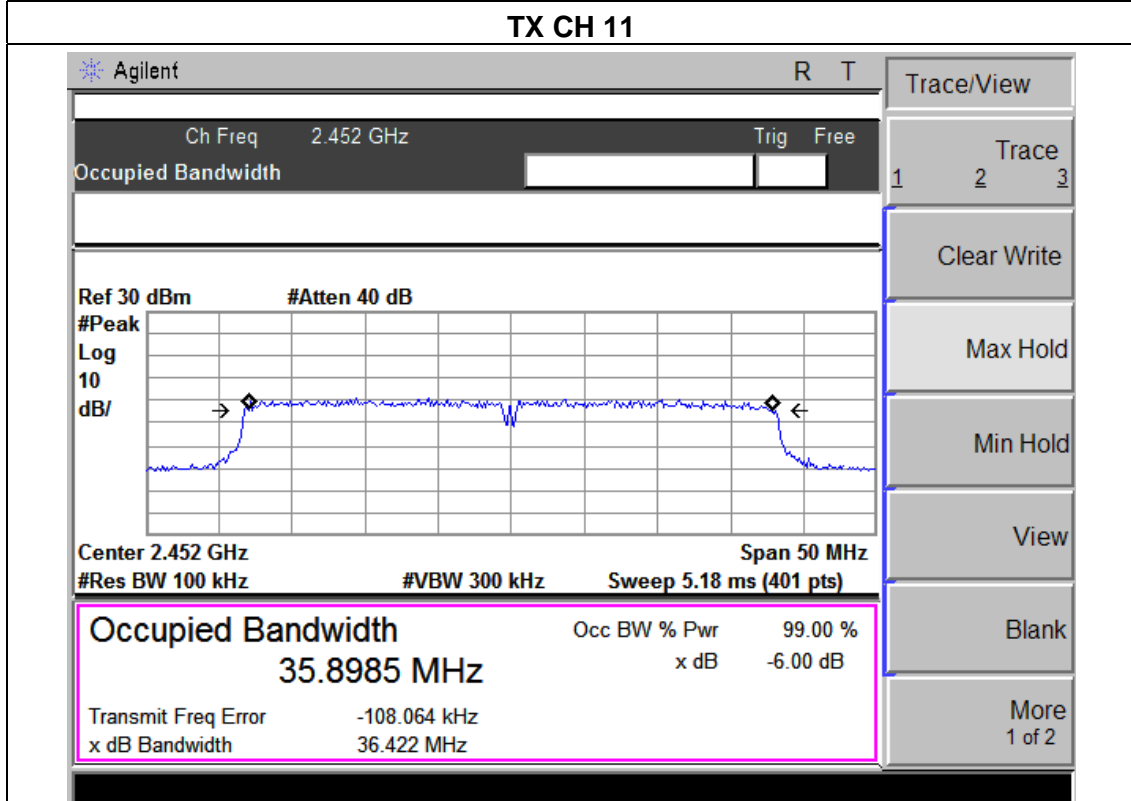 TX CH 11
Agilent R T
Trace/View
Ch Freq 2.452 GHz Trig Free
Occupied Bandwidth
Trace
1 2 3
Clear Write
Ref 30 dBm #Atten 40 dB
#Peak
Log
10
dB/
Max Hold
Min Hold
View
Center 2.452 GHz Span 50 MHz
#Res BW 100 kHz #VBW 300 kHz Sweep 5.18 ms (401 pts)
Occupied Bandwidth Occ BW % Pwr 99.00 %
35.8985 MHz x dB -6.00 dB
Blank
Transmit Freq Error -108.064 kHz
x dB Bandwidth 36.422 MHz
More
1 of 2